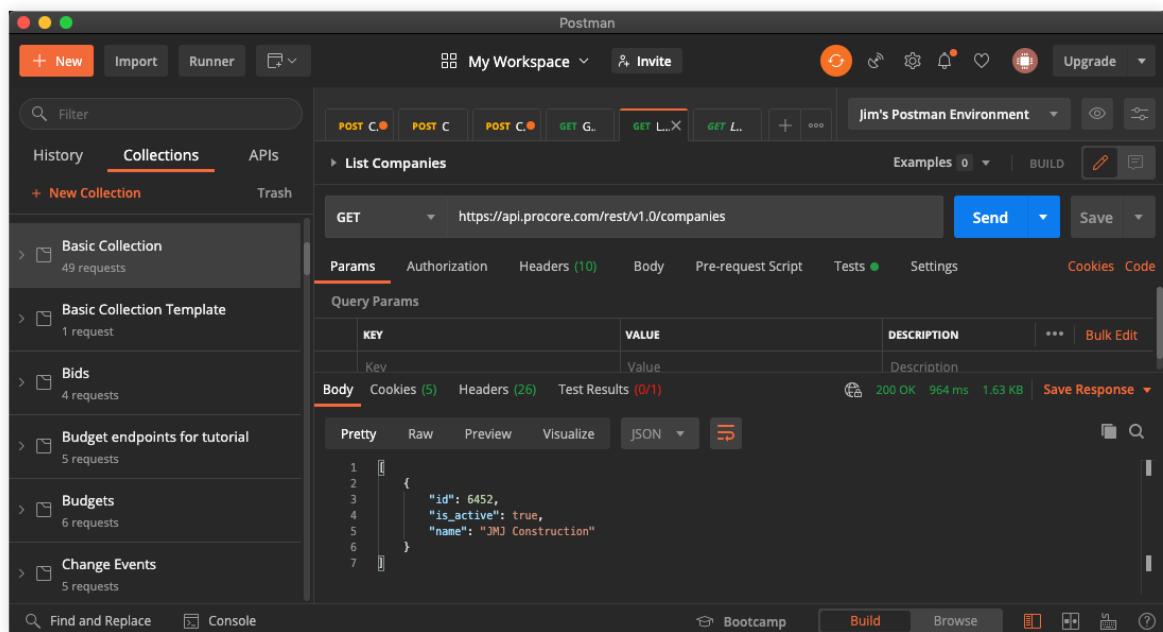 Postman
+ New Import Runner My Workspace Invite Upgrade
Filter
History Collections APIs
+ New Collection Trash
Basic Collection
49 requests
Basic Collection Template
1 request
Bids
4 requests
Budget endpoints for tutorial
5 requests
Budgets
6 requests
Change Events
5 requests
POST C. POST C POST C. GET G.. GET L... GET L.. + Jim's Postman Environment
List Companies Examples 0 BUILD
GET https://api.procore.com/rest/v1.0/companies Send Save
Params Authorization Headers (10) Body Pre-request Script Tests Settings Cookies Code
Query Params
KEY VALUE DESCRIPTION ••• Bulk Edit
Key Value Description
Body Cookies (5) Headers (26) Test Results (0/1) 200 OK 964 ms 1.63 KB Save Response
Pretty Raw Preview Visualize JSON
1 [
2 {
3 "id": 6452,
4 "is_active": true,
5 "name": "JMJ Construction"
6 }
7 ]
Find and Replace Console Bootcamp Build Browse